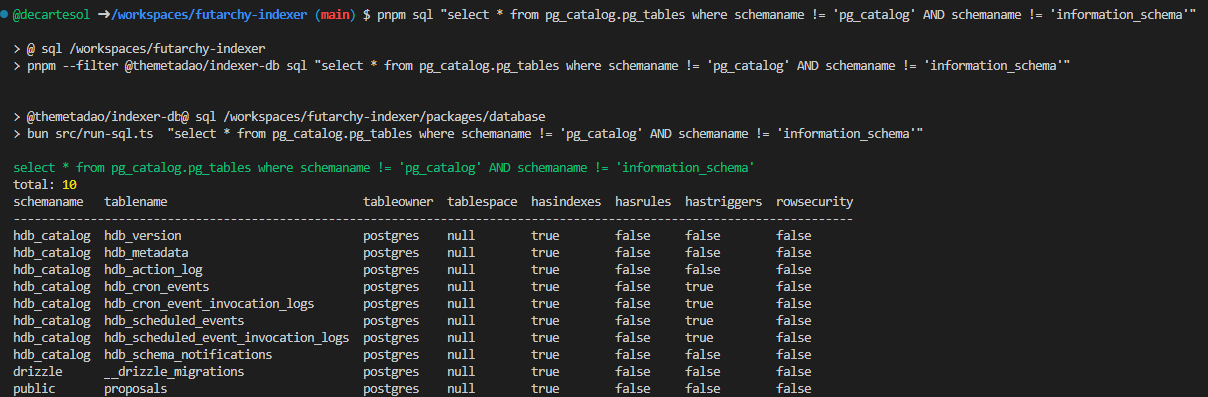 @decartesol ➜/workspaces/futarchy-indexer (main) $ pnpm sql "select * from pg_catalog.pg_tables where schemaname != 'pg_catalog' AND schemaname != 'information_schema'"
> @ sql /workspaces/futarchy-indexer
> pnpm --filter @themetadao/indexer-db sql "select * from pg_catalog.pg_tables where schemaname != 'pg_catalog' AND schemaname != 'information_schema'"
> @themetadao/indexer-db@ sql /workspaces/futarchy-indexer/packages/database
> bun src/run-sql.ts  "select * from pg_catalog.pg_tables where schemaname != 'pg_catalog' AND schemaname != 'information_schema'"
select * from pg_catalog.pg_tables where schemaname != 'pg_catalog' AND schemaname != 'information_schema'
total: 10
schemaname  tablename                           tableowner  tablespace  hasindexes  hasrules  hastriggers  rowsecurity
------------------------------------------------------------------------------------------------------------------------
hdb_catalog  hdb_version                         postgres    null        true        false     false        false
hdb_catalog  hdb_metadata                        postgres    null        true        false     false        false
hdb_catalog  hdb_action_log                      postgres    null        true        false     false        false
hdb_catalog  hdb_cron_events                     postgres    null        true        false     true         false
hdb_catalog  hdb_cron_event_invocation_logs      postgres    null        true        false     true         false
hdb_catalog  hdb_scheduled_events                postgres    null        true        false     true         false
hdb_catalog  hdb_scheduled_event_invocation_logs  postgres    null        true        false     true         false
hdb_catalog  hdb_schema_notifications            postgres    null        true        false     false        false
drizzle      __drizzle_migrations                postgres    null        true        false     false        false
public       proposals                           postgres    null        true        false     false        false